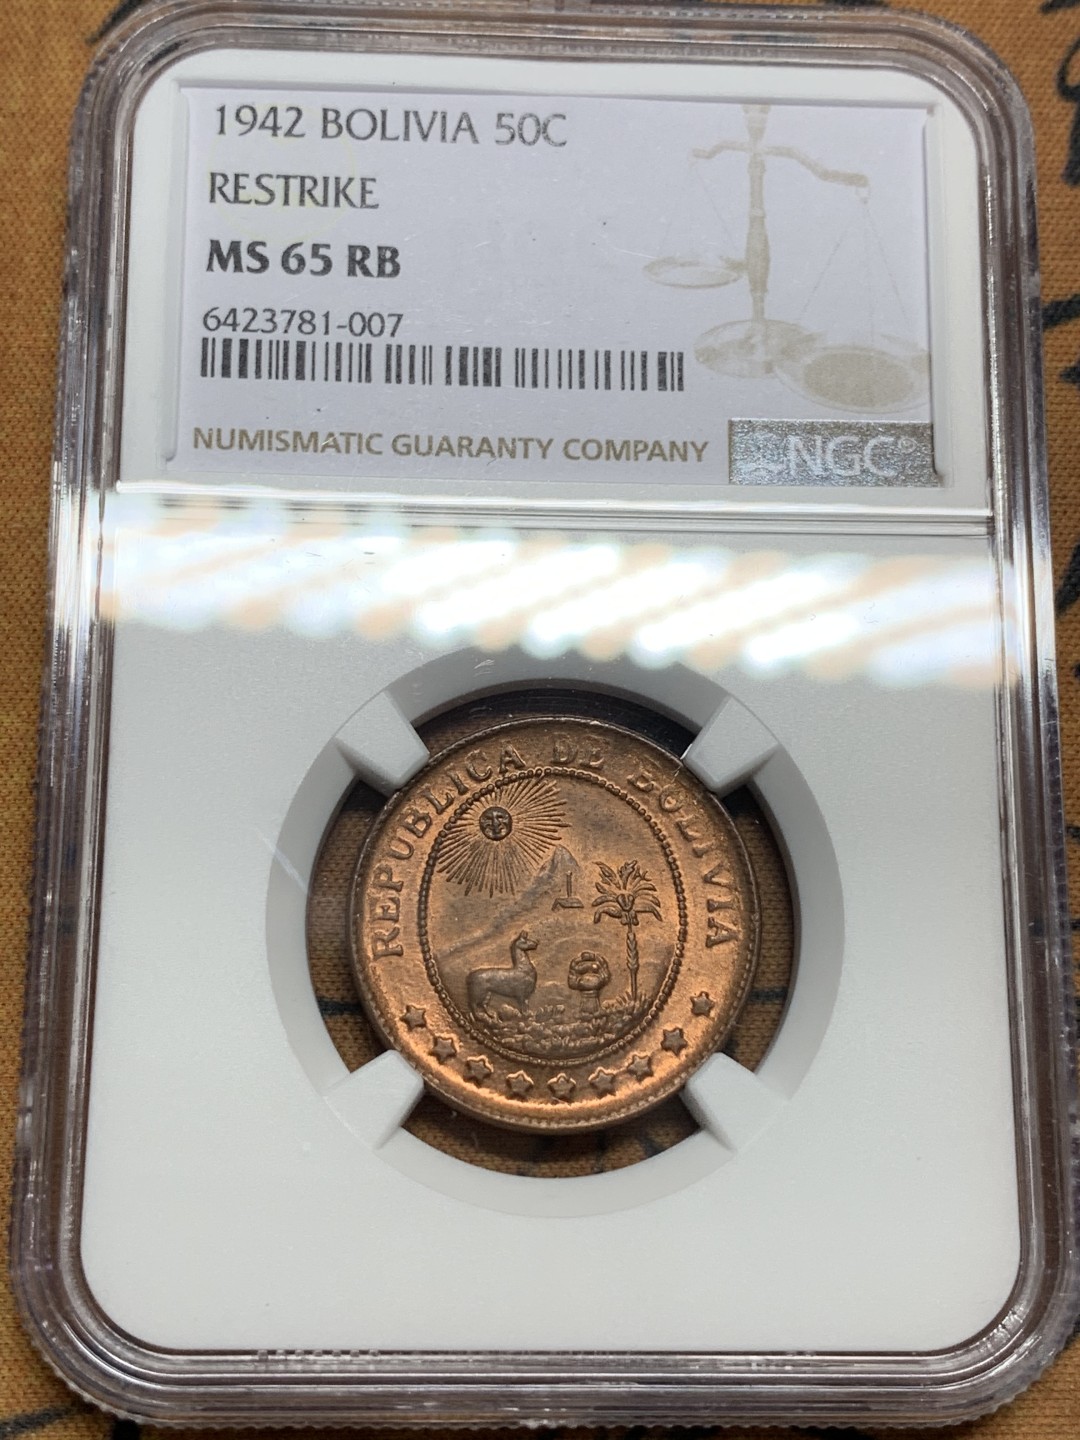 1942 BOLIVIA 50C
RESTRIKE
MS 65 RB
6423781-007
NUMISMATIC GUARANTY COMPANY
NGC®
REPUBLICA DE BOLIVIA